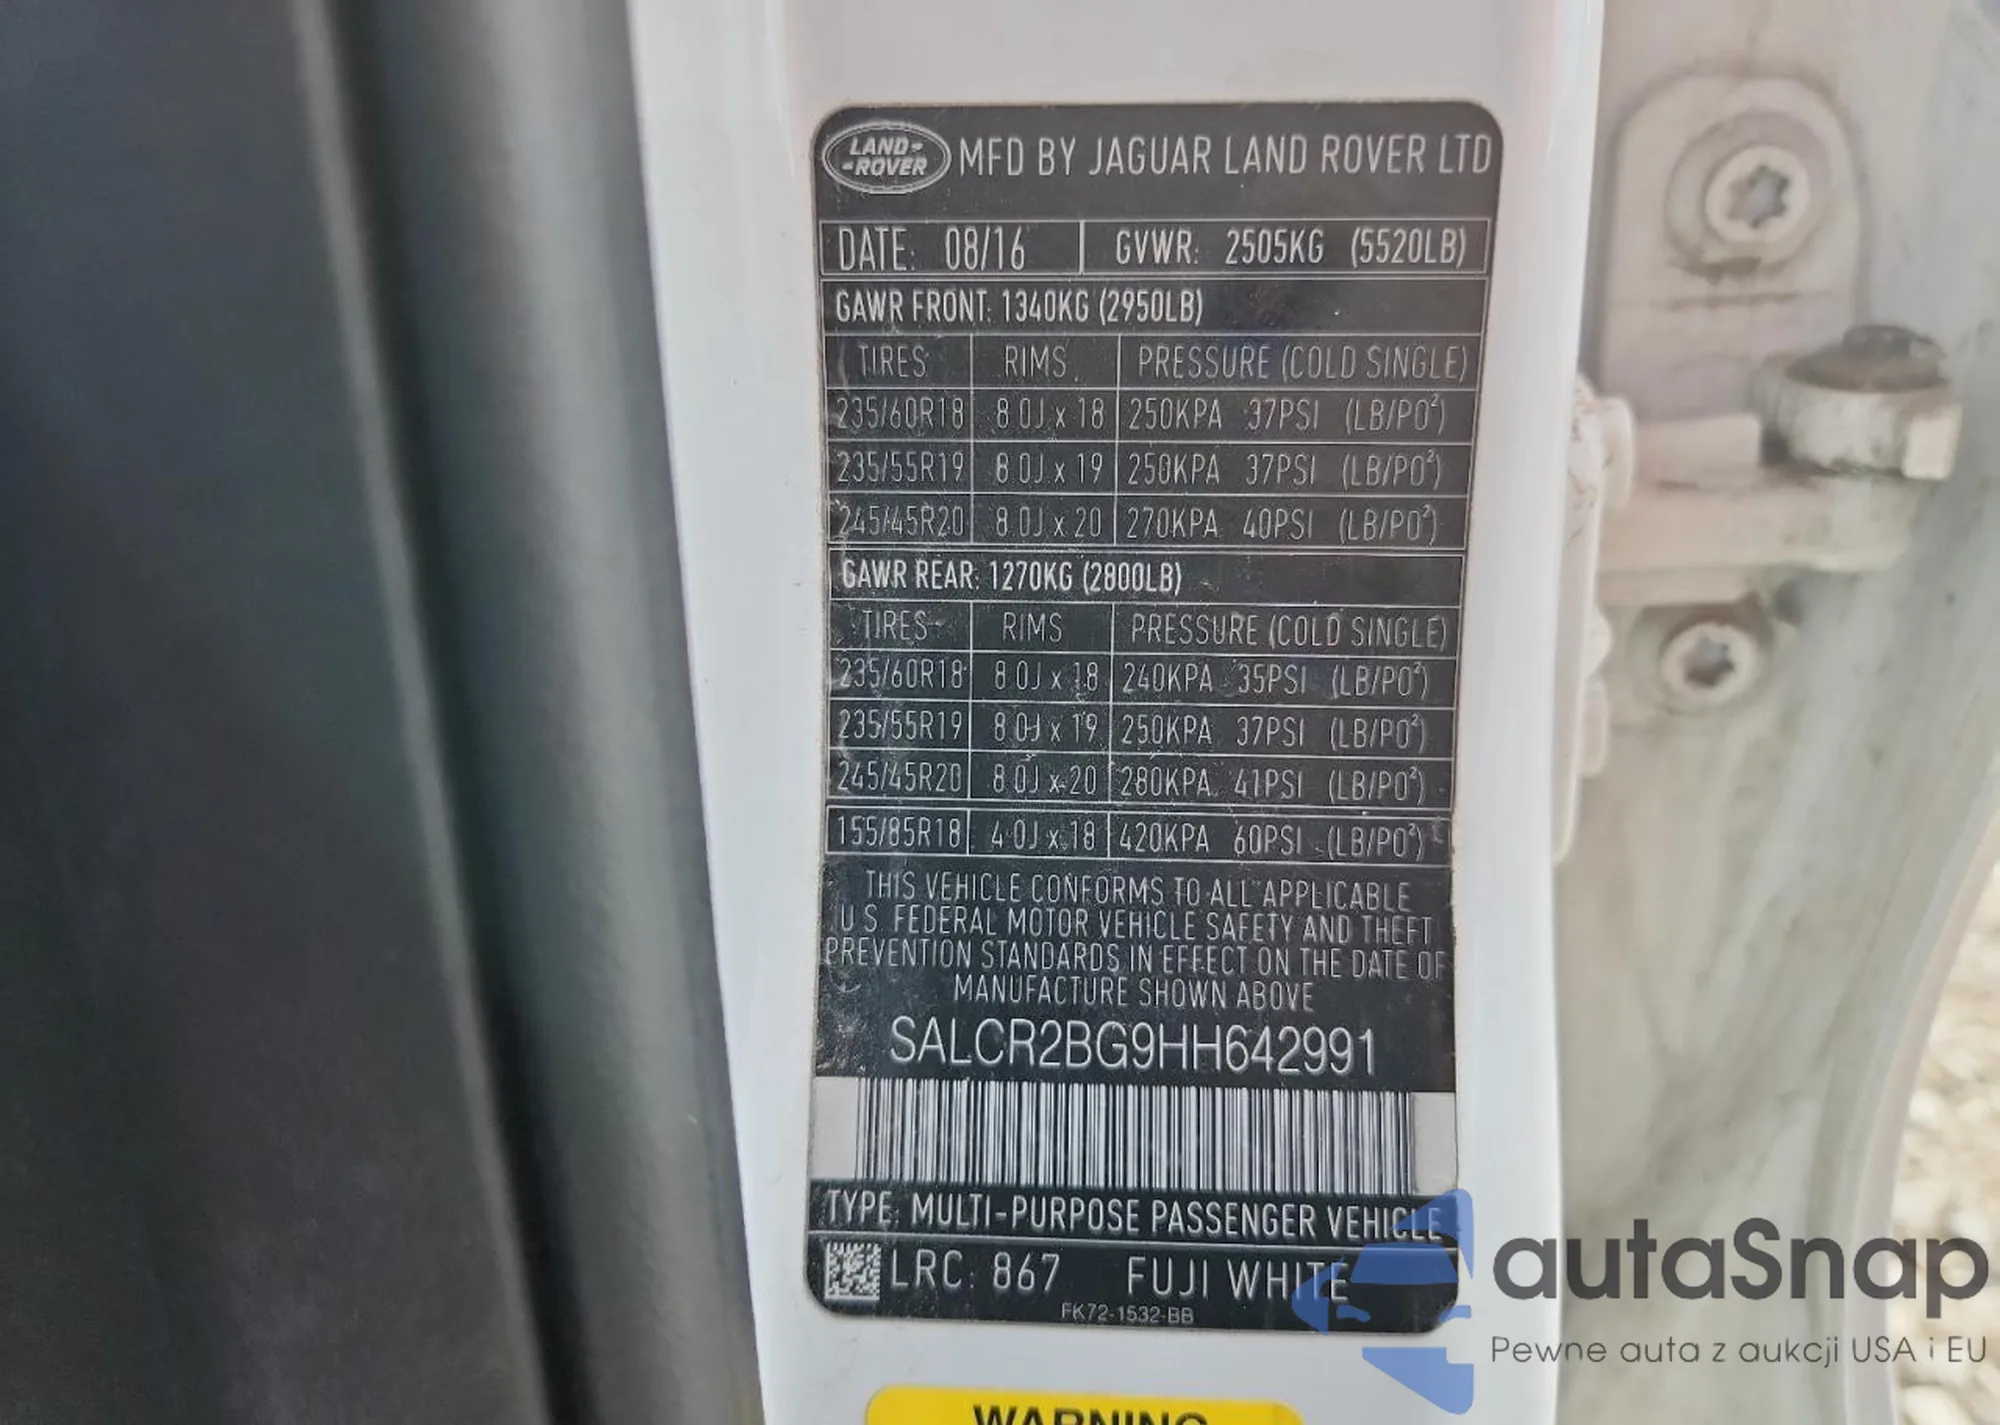 LAND-
-ROVER
MFD BY JAGUAR LAND ROVER LTD
DATE: 08/16 GVWR: 2505KG (5520LB)
GAWR FRONT: 1340KG (2950LB)
TIRES RIMS PRESSURE (COLD SINGLE)
235/60R18 8.0J x 18 250KPA 37PSI (LB/PO²)
235/55R19 8.0J x 19 250KPA 37PSI (LB/PO²)
245/45R20 8.0J x 20 270KPA 40PSI (LB/PO²)
GAWR REAR: 1270KG (2800LB)
TIRES RIMS PRESSURE (COLD SINGLE)
235/60R18 8.0J x 18 240KPA 35PSI (LB/PO²)
235/55R19 8.0J x 19 250KPA 37PSI (LB/PO²)
245/45R20 8.0J x 20 280KPA 41PSI (LB/PO²)
155/85R18 4.0J x 18 420KPA 60PSI (LB/PO²)
THIS VEHICLE CONFORMS TO ALL APPLICABLE
U.S. FEDERAL MOTOR VEHICLE SAFETY AND THEFT
PREVENTION STANDARDS IN EFFECT ON THE DATE OF
MANUFACTURE SHOWN ABOVE
SALCR2BG9HH642991
TYPE: MULTI-PURPOSE PASSENGER VEHICLE
LRC: 867 FUJI WHITE
FK72-1532-BB
WARNING
autaSnap
Pewne auta z aukcji USA i EU